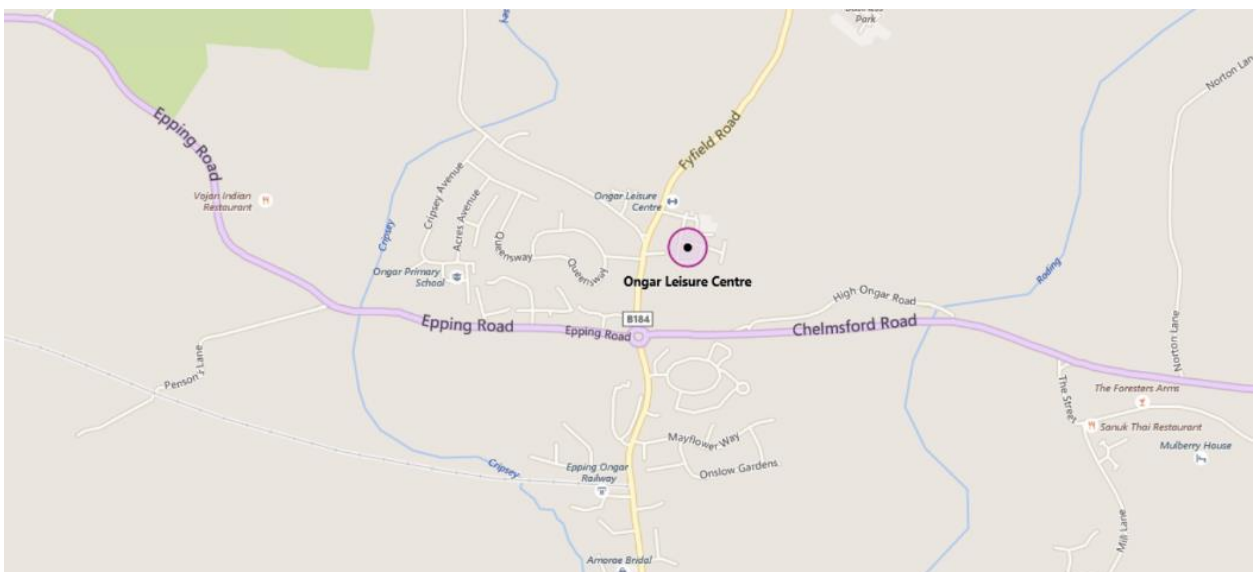 Business
Park
Norton Lane
Epping Road
Fyfield Road
Vojan Indian
Restaurant
Ongar Leisure
Centre
Cripsey Avenue
Acres Avenue
Queensway
Queensway
Cripsey
Ongar Primary
School
Ongar Leisure Centre
Roding
High Ongar Road
B184
Epping Road
Epping Road
Chelmsford Road
Norton Lane
Penson's Lane
The Street
The Foresters Arms
Sanuk Thai Restaurant
Mulberry House
Mayflower Way
Onslow Gardens
Cripsey
Epping Ongar
Railway
Mill Lane
Amorae Bridal